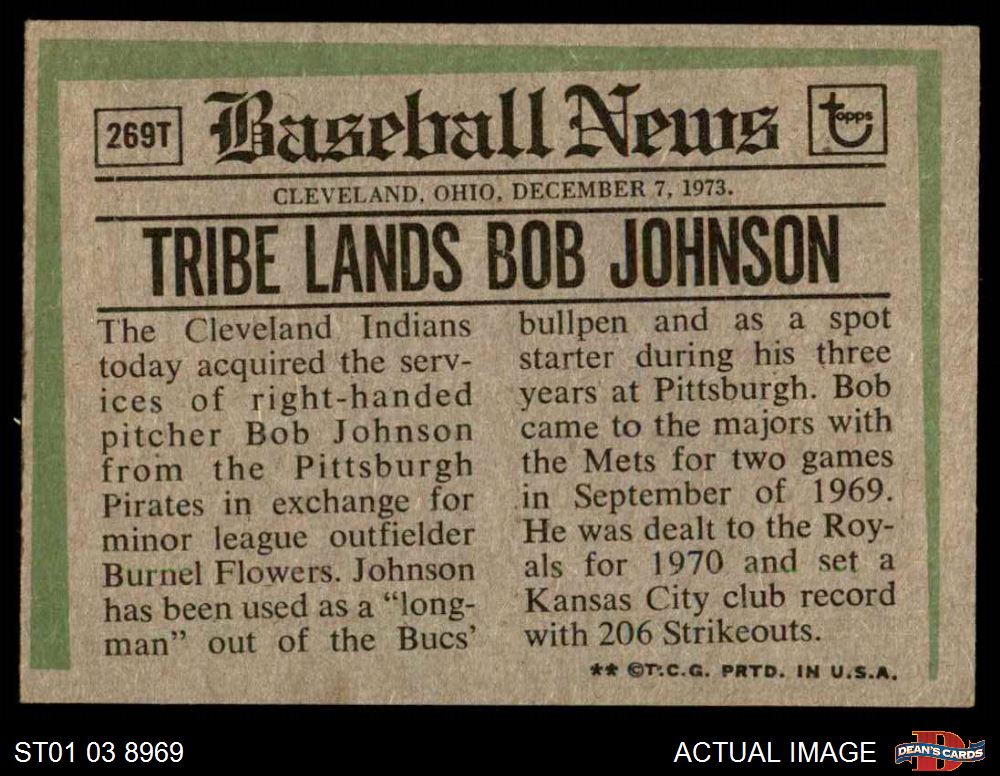 269T
Baseball News
topps
CLEVELAND, OHIO, DECEMBER 7, 1973.
TRIBE LANDS BOB JOHNSON
The Cleveland Indians
today acquired the serv-
ices of right-handed
pitcher Bob Johnson
from the Pittsburgh
Pirates in exchange for
minor league outfielder
Burnel Flowers. Johnson
has been used as a “long-
man” out of the Bucs’
bullpen and as a spot
starter during his three
years at Pittsburgh. Bob
came to the majors with
the Mets for two games
in September of 1969.
He was dealt to the Roy-
als for 1970 and set a
Kansas City club record
with 206 Strikeouts.
** ©T.C.G. PRTD. IN U.S.A.
ST01 03 8969
ACTUAL IMAGE
D
DEAN'S CARDS